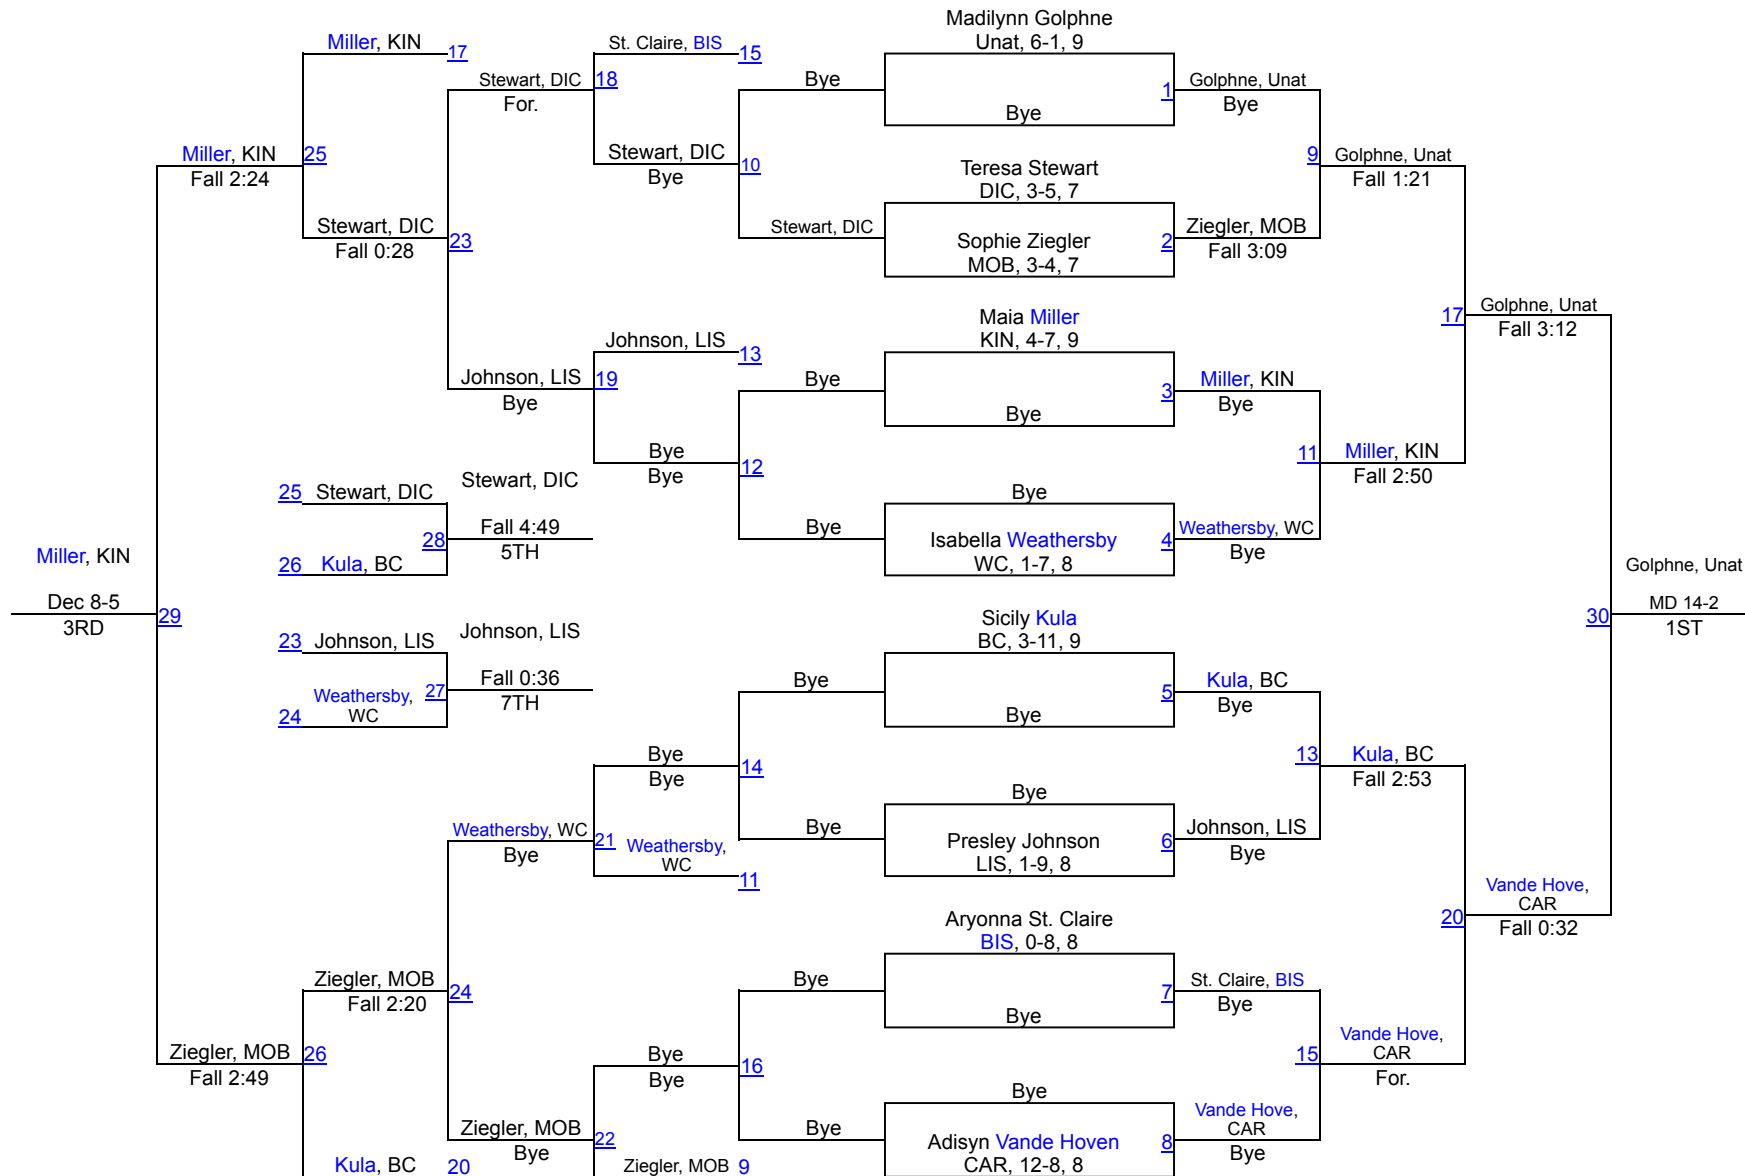 Madilynn Golphne
Unat, 6-1, 9
Miller, KIN
17
St. Claire, BIS
15
Stewart, DIC
18
For.
Bye
1
Golphne, Unat
Bye
Bye
Miller, KIN
25
Fall 2:24
Stewart, DIC
10
Bye
Teresa Stewart
DIC, 3-5, 7
9
Golphne, Unat
Fall 1:21
Stewart, DIC
23
Fall 0:28
Stewart, DIC
Sophie Ziegler
MOB, 3-4, 7
2
Ziegler, MOB
Fall 3:09
Maia Miller
KIN, 4-7, 9
17
Golphne, Unat
Fall 3:12
Johnson, LIS
13
Johnson, LIS
19
Bye
Bye
3
Miller, KIN
Bye
Bye
Bye
Bye
12
11
Miller, KIN
Fall 2:50
25
Stewart, DIC
Stewart, DIC
Bye
28
Fall 4:49
5TH
26
Kula, BC
Bye
Isabella Weathersby
WC, 1-7, 8
4
Weathersby, WC
Bye
Miller, KIN
Dec 8-5
3RD
29
Golphne, Unat
30
MD 14-2
1ST
23
Johnson, LIS
Johnson, LIS
Sicily Kula
BC, 3-11, 9
Weathersby,
WC
24
27
Fall 0:36
7TH
Bye
5
Kula, BC
Bye
Bye
Bye
Bye
14
13
Kula, BC
Fall 2:53
Bye
Weathersby, WC
Bye
21
Weathersby,
WC
11
Bye
Presley Johnson
LIS, 1-9, 8
6
Johnson, LIS
Bye
20
Vande Hove,
CAR
Fall 0:32
Aryonna St. Claire
BIS, 0-8, 8
Ziegler, MOB
24
Fall 2:20
Bye
7
St. Claire, BIS
Bye
Bye
Ziegler, MOB
26
Fall 2:49
Bye
Bye
16
15
Vande Hove,
CAR
For.
Bye
Ziegler, MOB
22
Bye
Bye
Adisyn Vande Hoven
CAR, 12-8, 8
8
Vande Hove,
CAR
Bye
Kula, BC
20
Ziegler, MOB
9